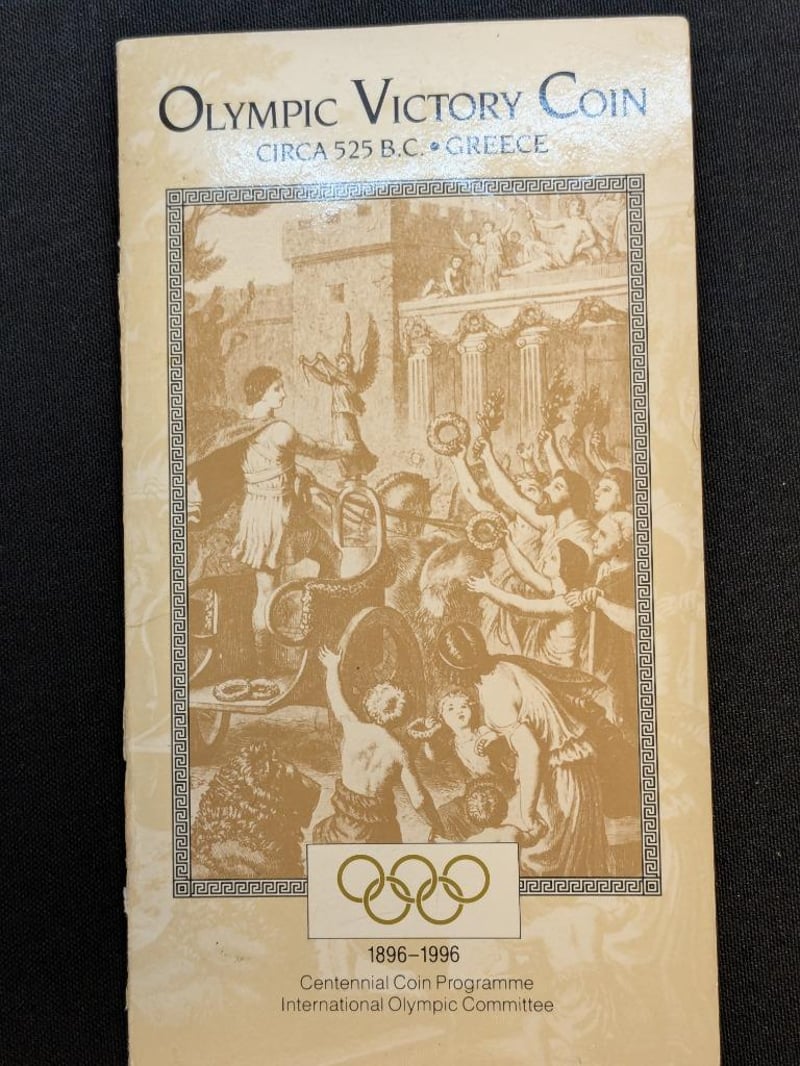 OLYMPIC VICTORY COIN
CIRCA 525 B.C. • GREECE
1896–1996
Centennial Coin Programme
International Olympic Committee